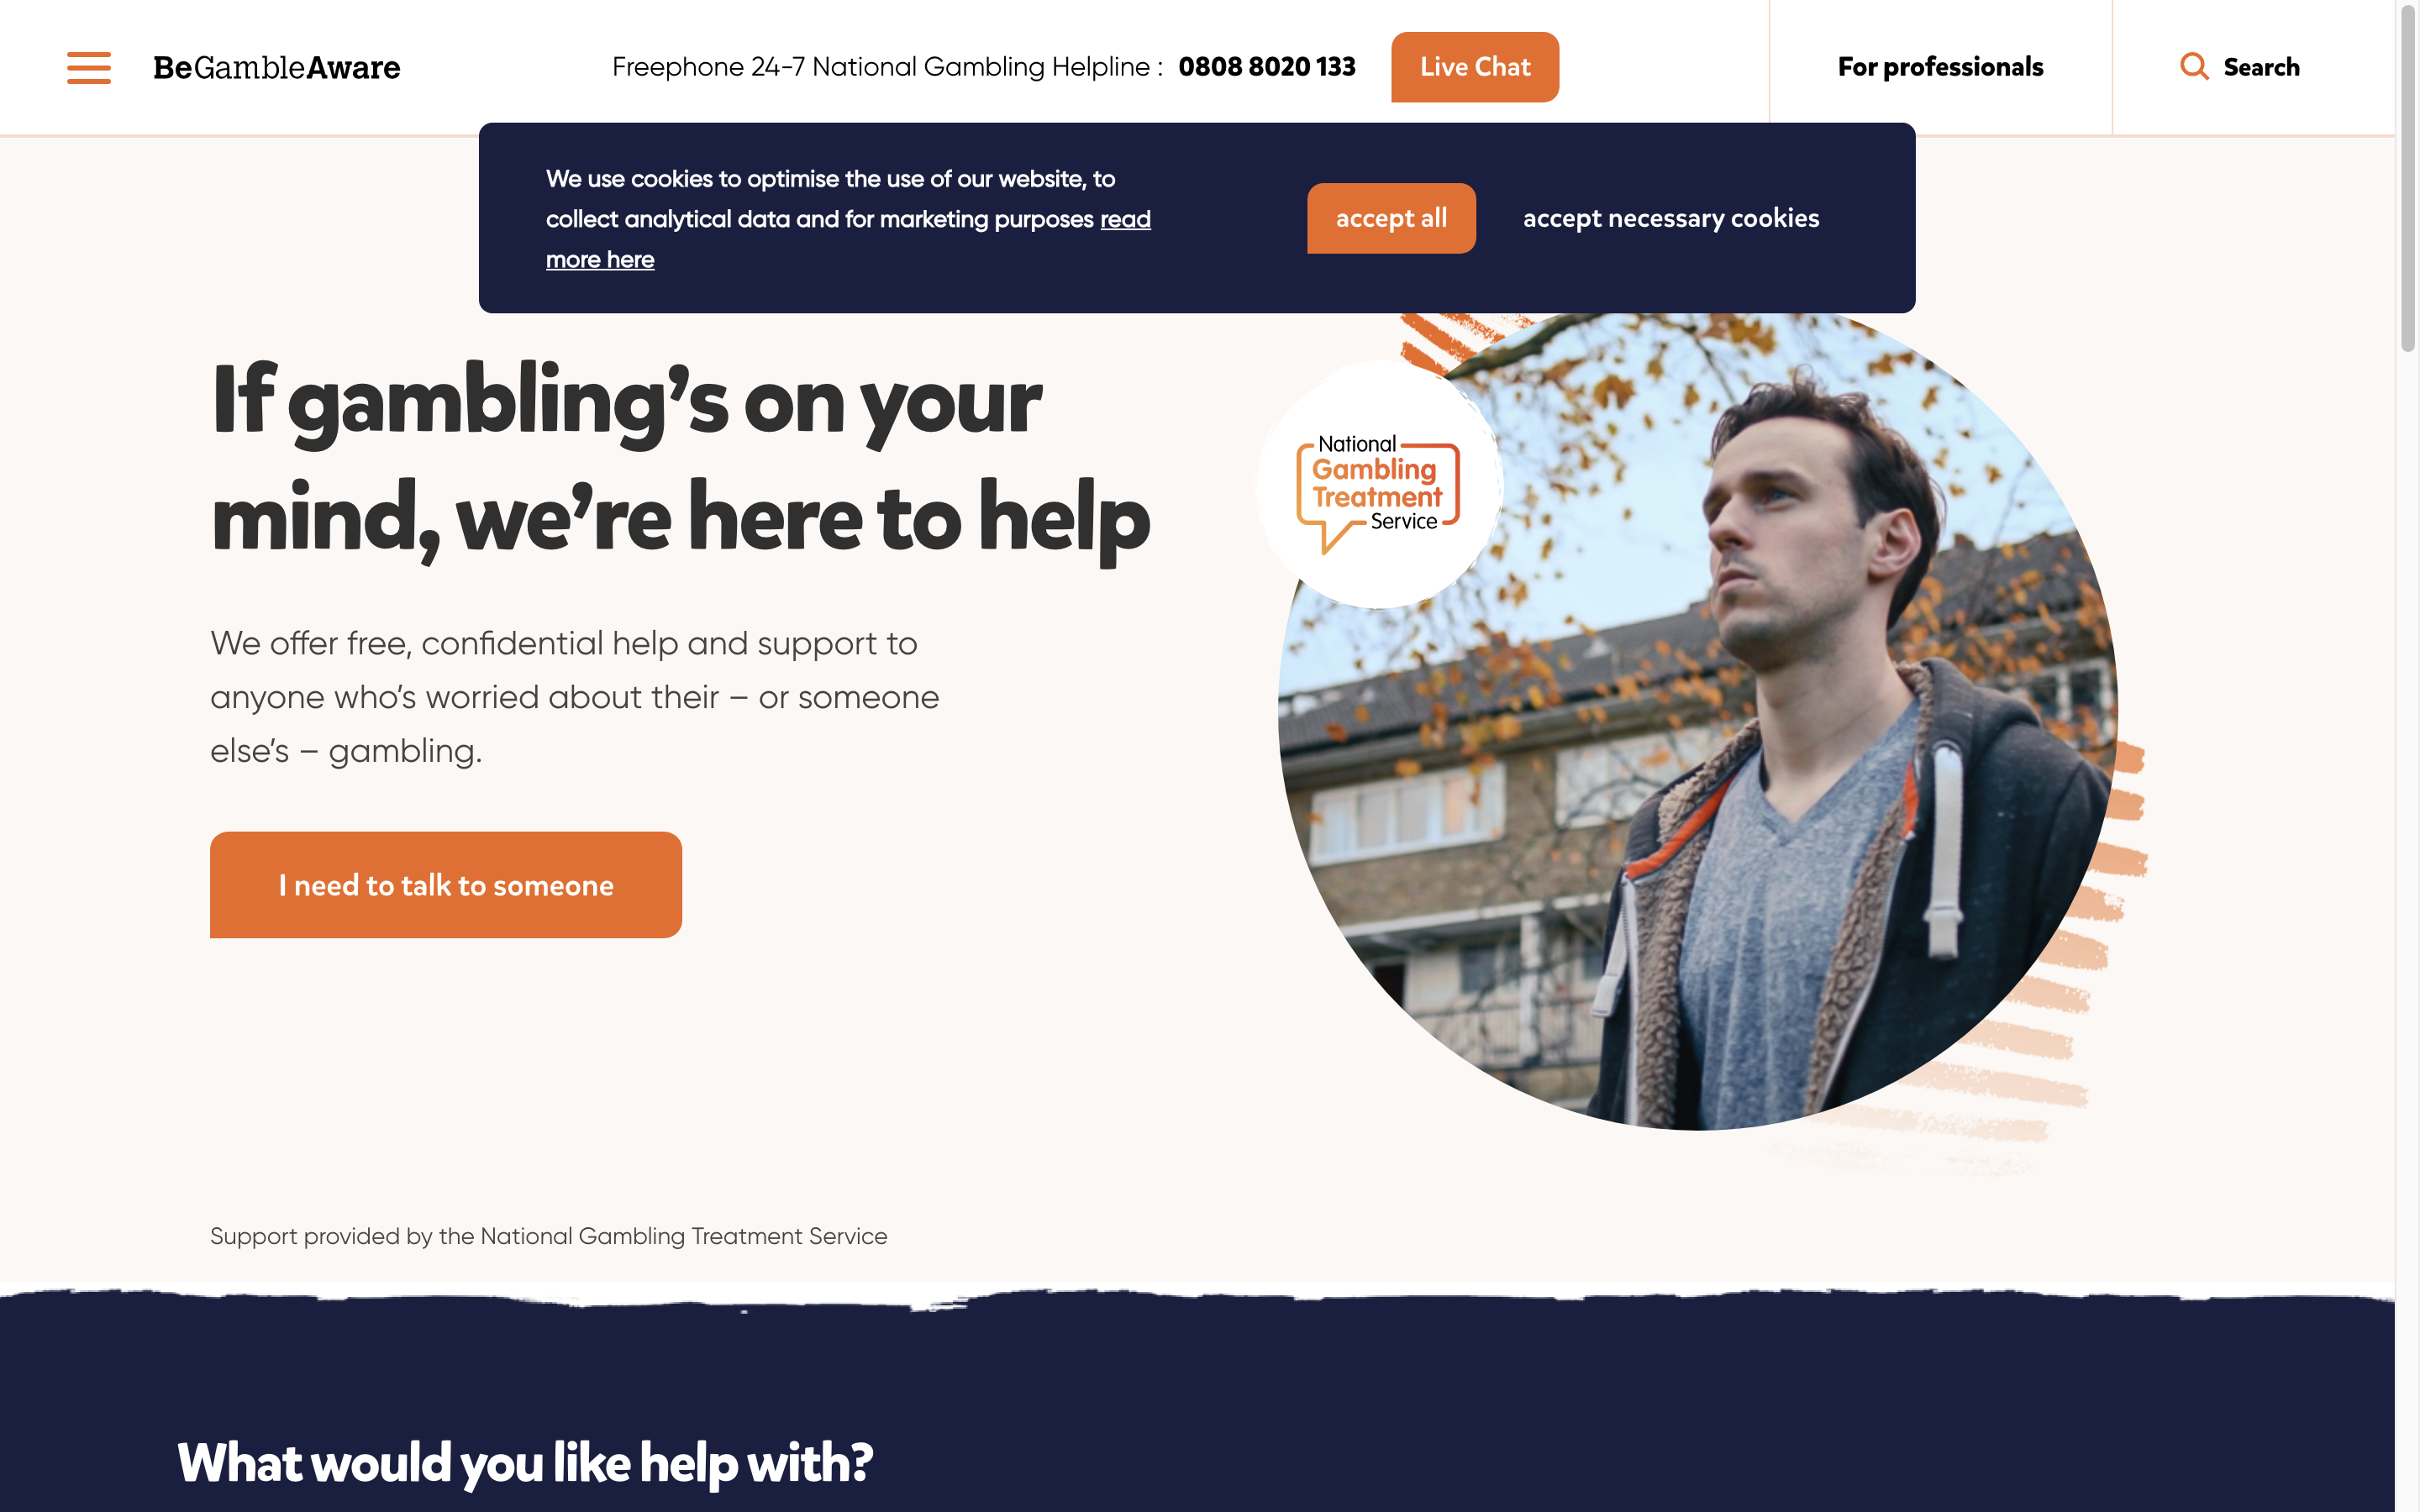 BeGambleAware
Freephone 24-7 National Gambling Helpline : 0808 8020 133
Live Chat
For professionals
Search
We use cookies to optimise the use of our website, to
collect analytical data and for marketing purposes read
more here
accept all
accept necessary cookies
If gambling’s on your
mind, we’re here to help
National
Gambling
Treatment
Service
We offer free, confidential help and support to
anyone who’s worried about their – or someone
else’s – gambling.
I need to talk to someone
Support provided by the National Gambling Treatment Service
What would you like help with?